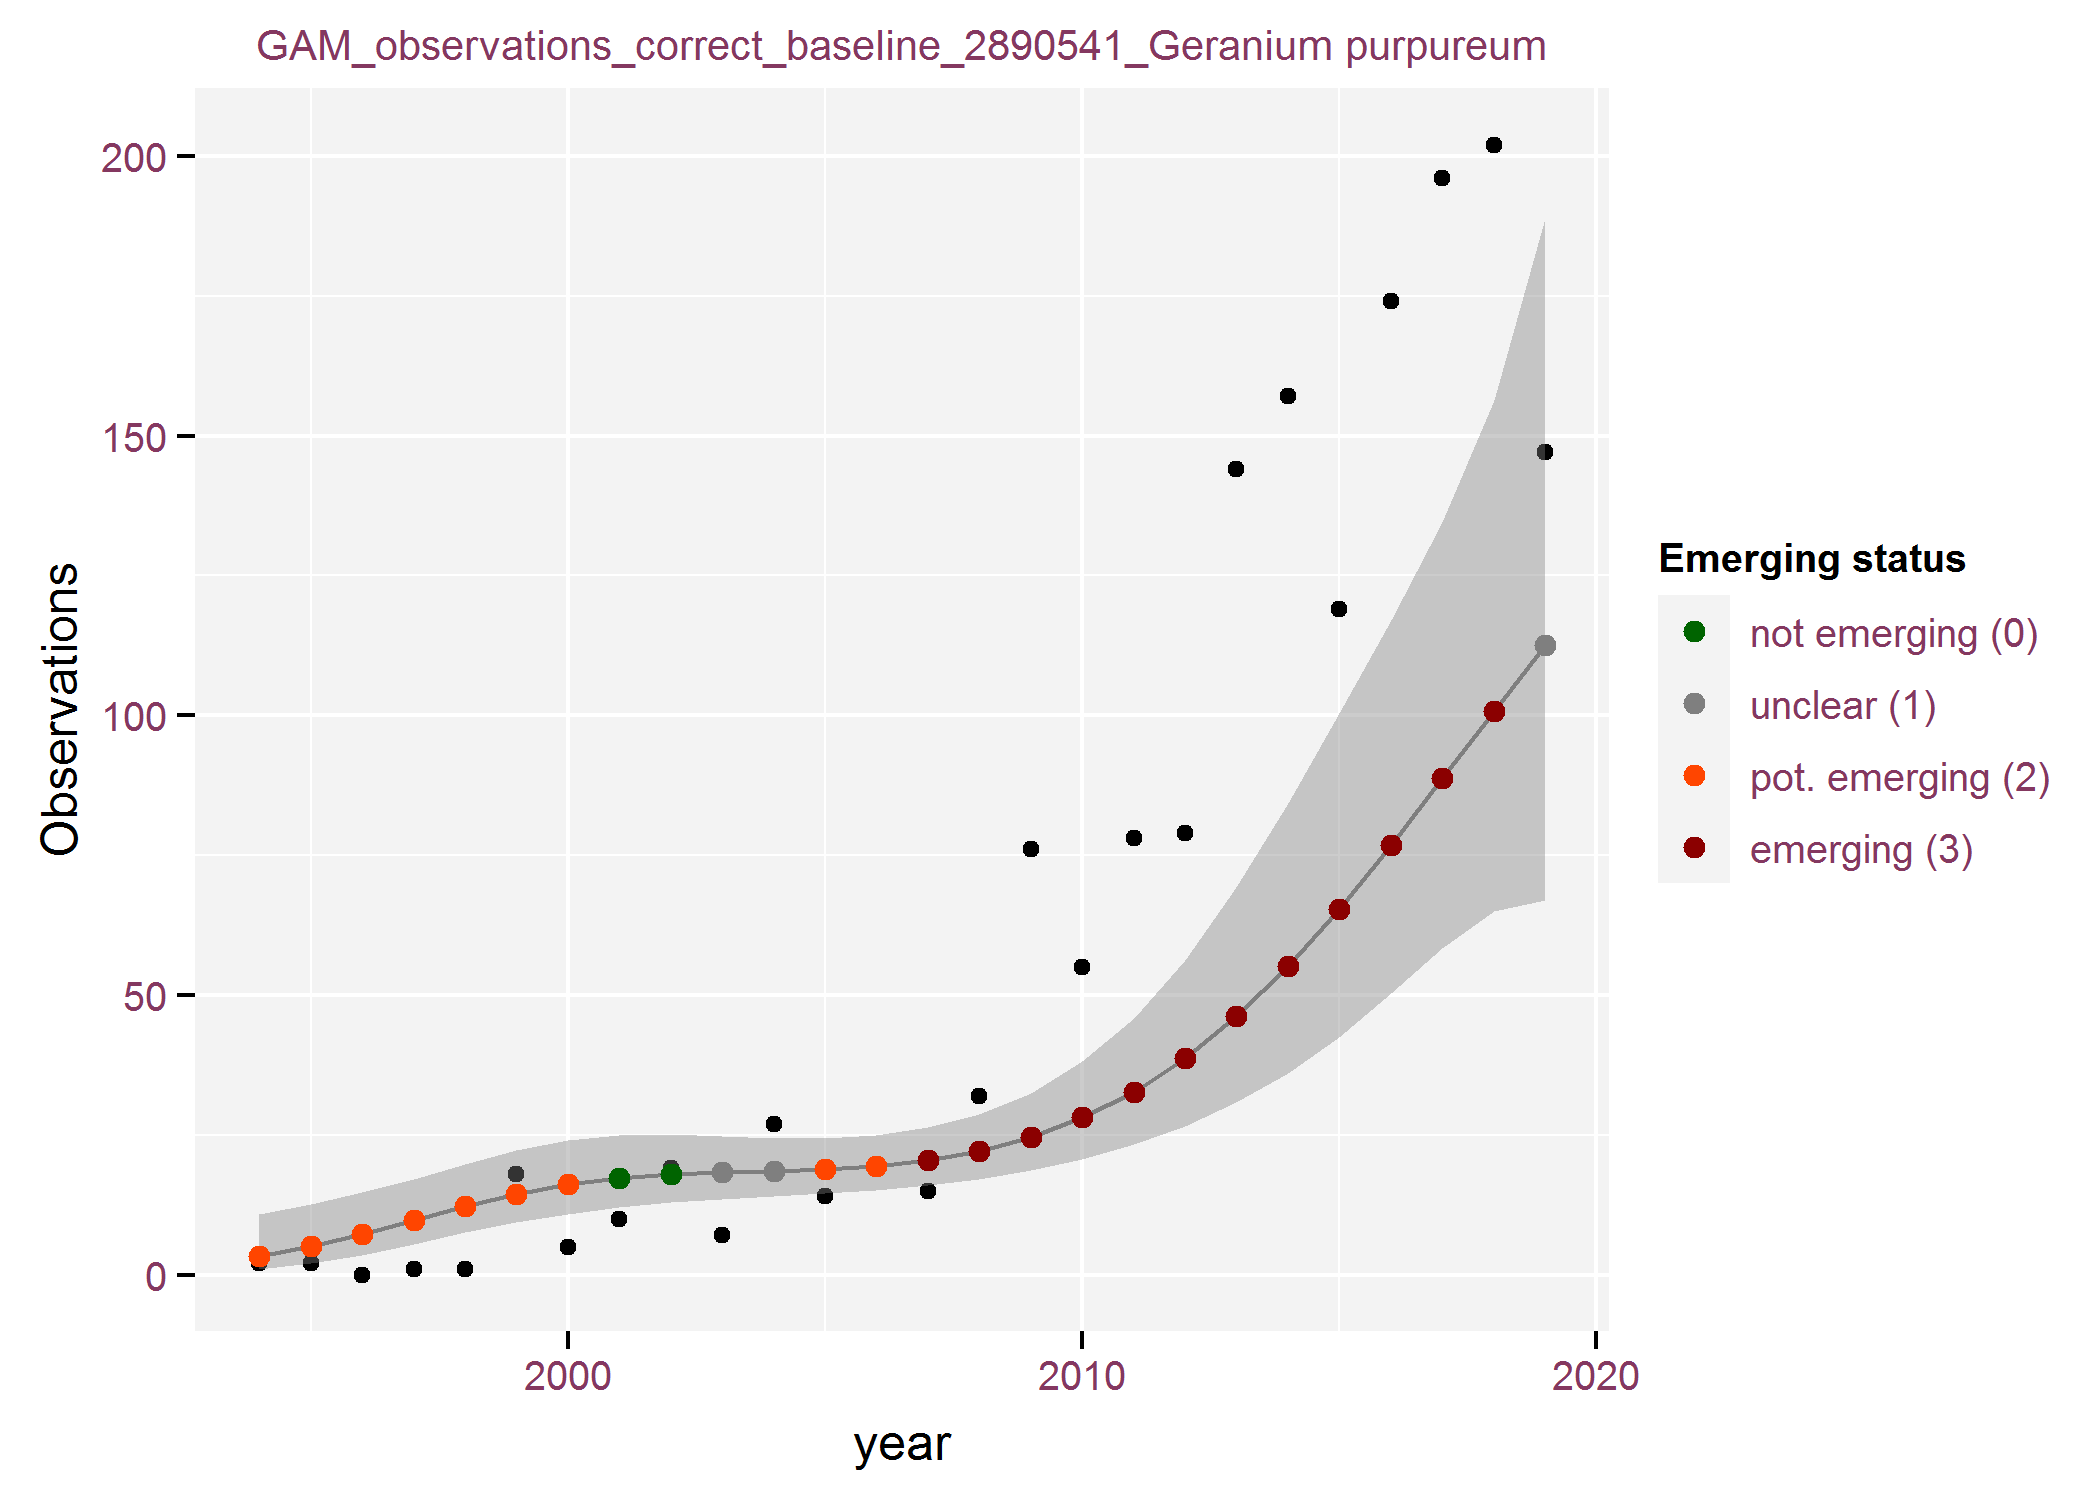 GAM_observations_correct_baseline_2890541_Geranium purpureum
200
150
100
50
0
Observations
2000
2010
2020
year
Emerging status
not emerging (0)
unclear (1)
pot. emerging (2)
emerging (3)